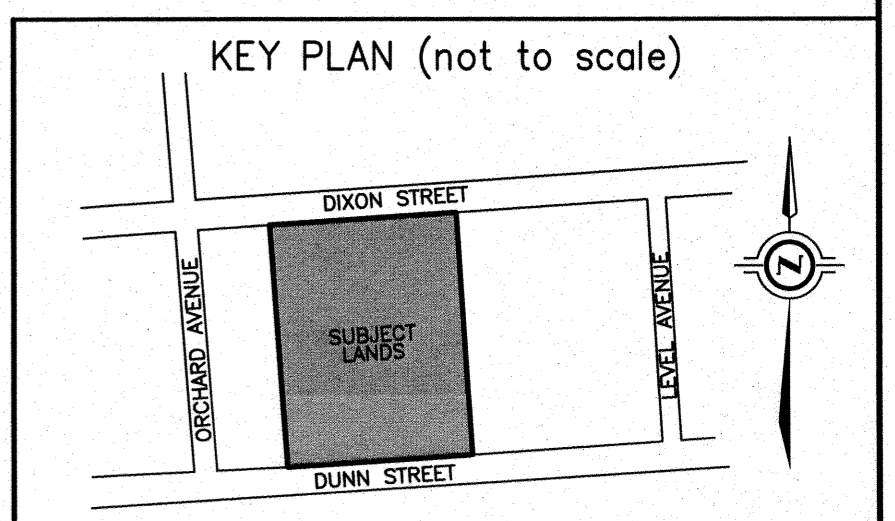 KEY PLAN (not to scale)
DIXON STREET
ORCHARD AVENUE
SUBJECT
LANDS
LEVEL AVENUE
N
DUNN STREET